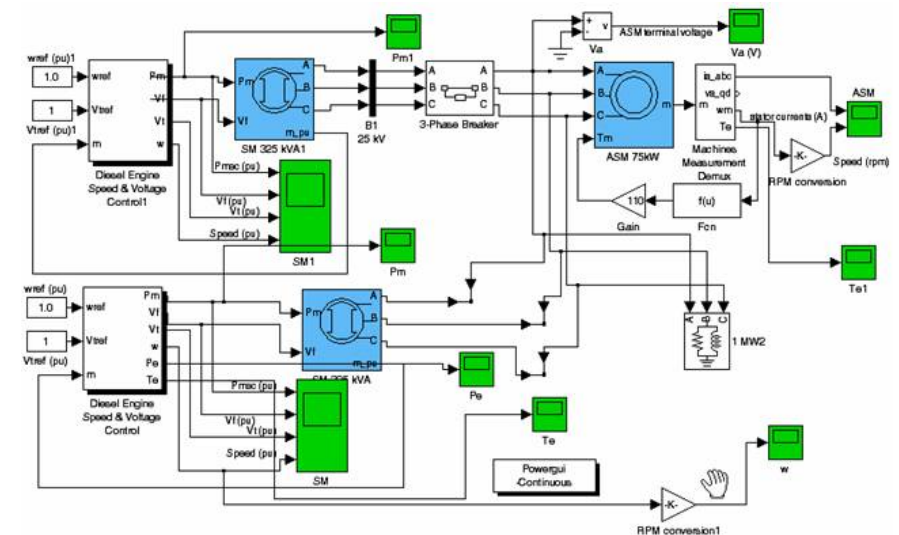 wref (pu)1
1.0
wref
Vtref
1
Vtref (pu)1
m
Pm
Vf
Vt
w
Diesel Engine
Speed & Voltage
Control1
Pm
Vf
A
B
C
m_pu
SM 325 kVA1
Pm1
B1
25 kV
A
B
C
A
B
C
3-Phase Breaker
+
-
v
Va
ASM terminal voltage
Va (V)
A
B
C
Tm
m
ASM 75kW
m
is_abc
vs_qd
wm
Te
Machines
Measurement
Demux
stator currents (A)
ASM
-K-
Speed (rpm)
RPM conversion
110
Gain
f(u)
Fcn
Te1
Pmec (pu)
Vf (pu)
Vt (pu)
Speed (pu)
SM1
Pm
wref (pu)
1.0
wref
1
Vtref
Vtref (pu)
m
Pm
Vf
Vt
w
Pe
Te
Diesel Engine
Speed & Voltage
Control
Pm
Vf
A
B
C
m_pu
SM 325 kVA
Pe
A
B
C
1 MW2
Pmec (pu)
Vf (pu)
Vt (pu)
Speed (pu)
SM
Te
Powergui
-Continuous
w
-K-
RPM conversion1